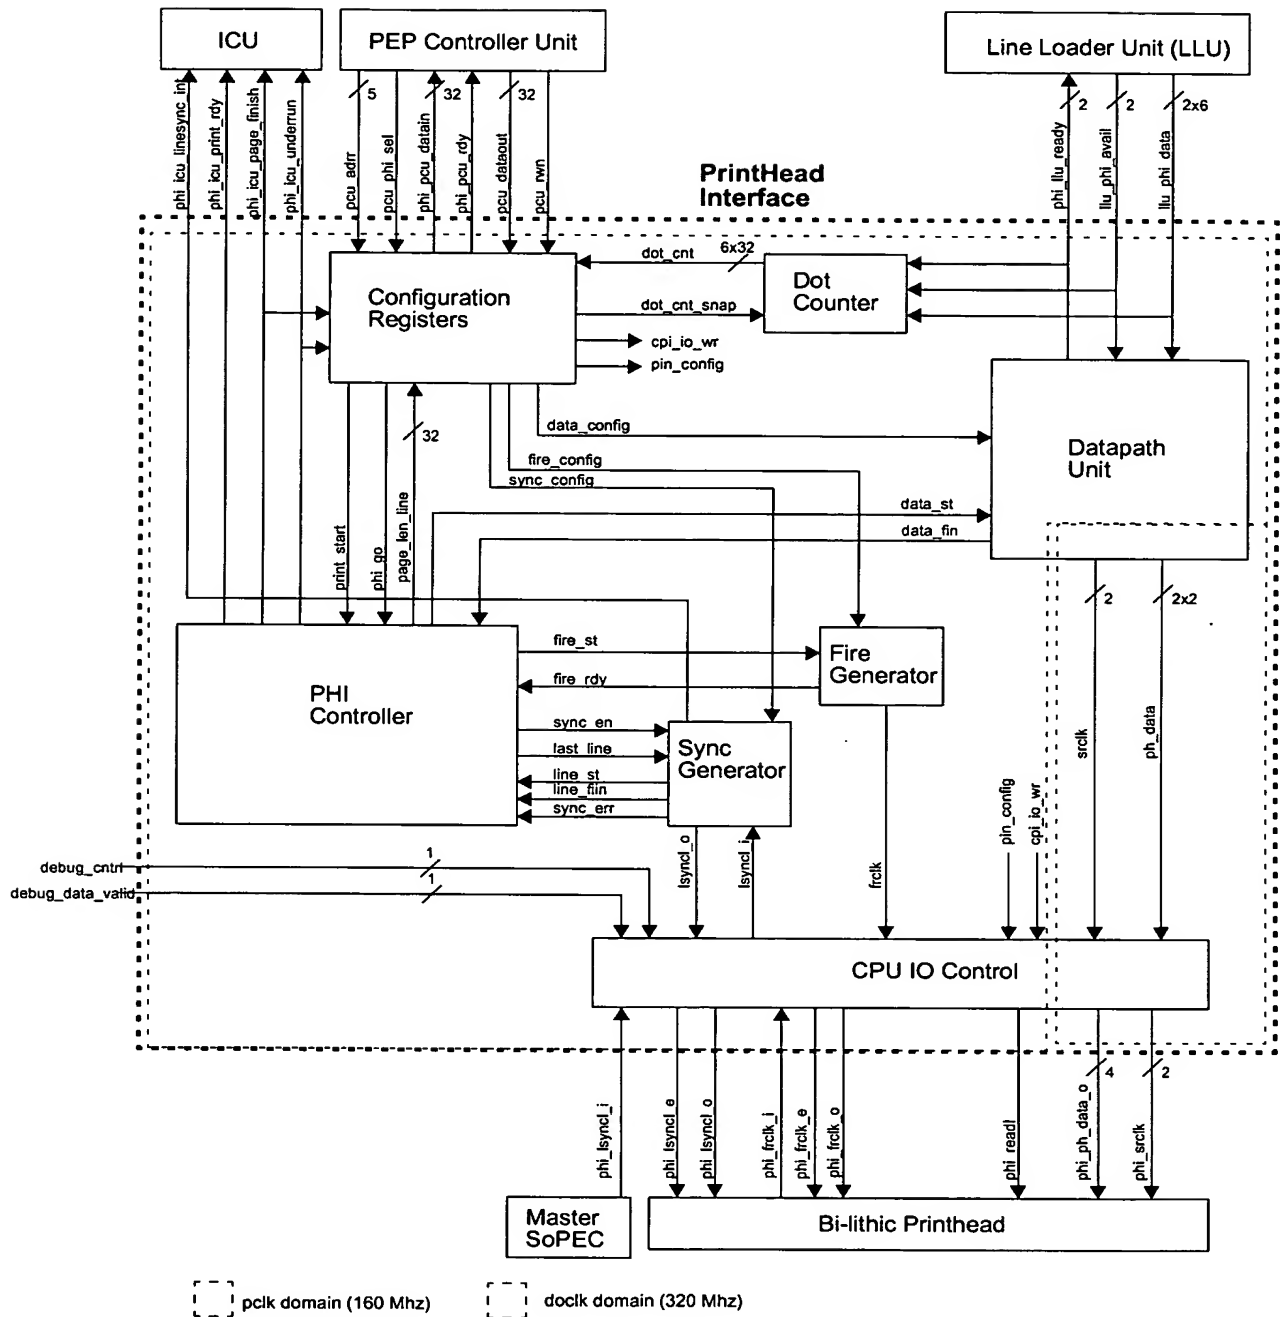 ICU
PEP Controller Unit
Line Loader Unit (LLU)
phi_icu_linesync_int
phi_icu_print_rdy
phi_icu_page_finish
phi_icu_underrun
pcu_adrr
5
pcu_phi_sel
phi_pcu_datain
32
phi_pcu_rdy
pcu_dataout
32
pcu_rwn
phi_llu_ready
2
llu_phi_avail
2
llu_phi_data
2x6
PrintHead
Interface
Configuration
Registers
dot_cnt
6x32
dot_cnt_snap
cpi_io_wr
pin_config
Dot
Counter
Datapath
Unit
32
data_config
fire_config
sync_config
data_st
data_fin
print_start
phi_go
page_len_line
2
2x2
PHI
Controller
fire_st
fire_rdy
Fire
Generator
sync_en
last_line
line_st
line_fiin
sync_err
Sync
Generator
srclk
ph_data
lsyncl_o
lsyncl_i
frclk
pin_config
cpi_io_wr
debug_cntrl
1
debug_data_valid
1
CPU IO Control
phi_lsyncl_i
phi_lsyncl_e
phi_lsyncl_o
phi_frclk_i
phi_frclk_e
phi_frclk_o
phi_readl
phi_ph_data_o
4
phi_srclk
2
Master
SoPEC
Bi-lithic Printhead
pclk domain (160 Mhz)
doclk domain (320 Mhz)